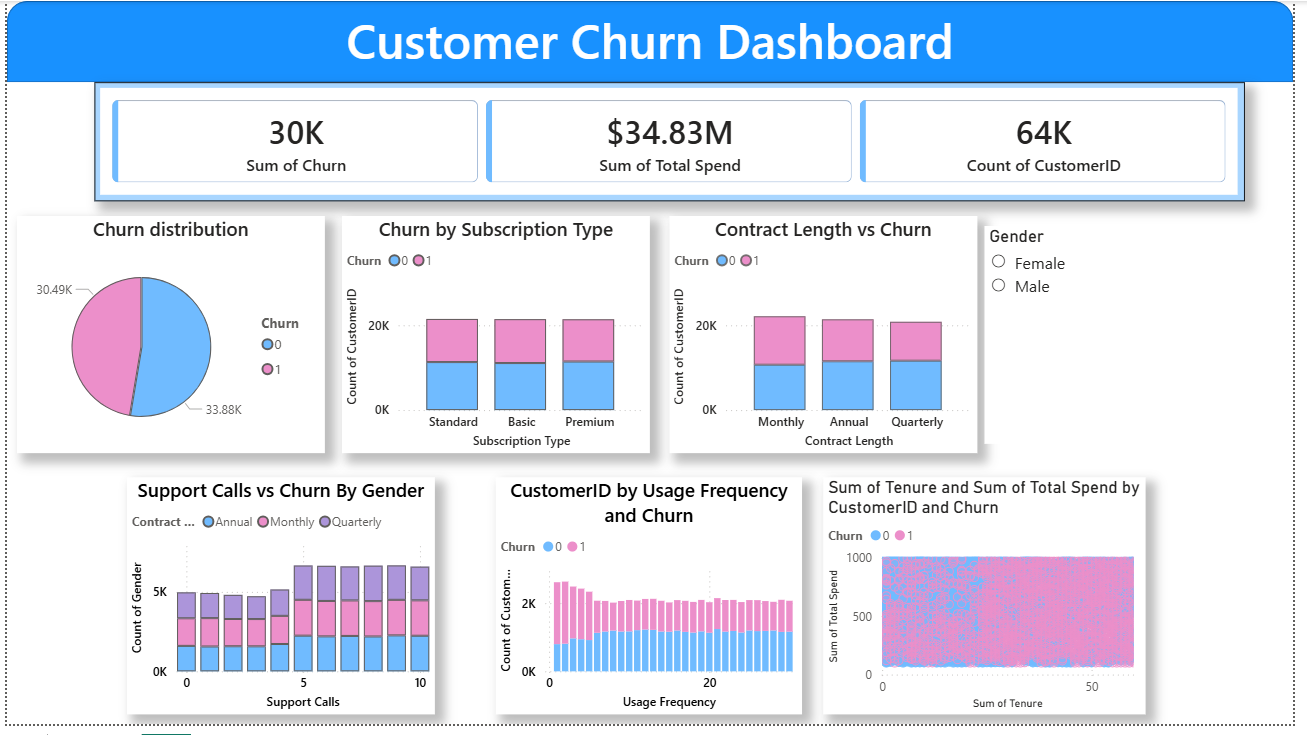 Customer Churn Dashboard
30K
Sum of Churn
$34.83M
Sum of Total Spend
64K
Count of CustomerID
Churn distribution
30.49K
33.88K
Churn
0
1
Churn by Subscription Type
Churn 0 1
Count of CustomerID
20K
0K
Standard Basic Premium
Subscription Type
Contract Length vs Churn
Churn 0 1
Count of CustomerID
20K
0K
Monthly Annual Quarterly
Contract Length
Gender
Female
Male
Support Calls vs Churn By Gender
Contract ... Annual Monthly Quarterly
Count of Gender
5K
0K
0 5 10
Support Calls
CustomerID by Usage Frequency
and Churn
Churn 0 1
Count of Custom...
2K
0K
0 20
Usage Frequency
Sum of Tenure and Sum of Total Spend by
CustomerID and Churn
Churn 0 1
Sum of Total Spend
1000
500
0
0 50
Sum of Tenure